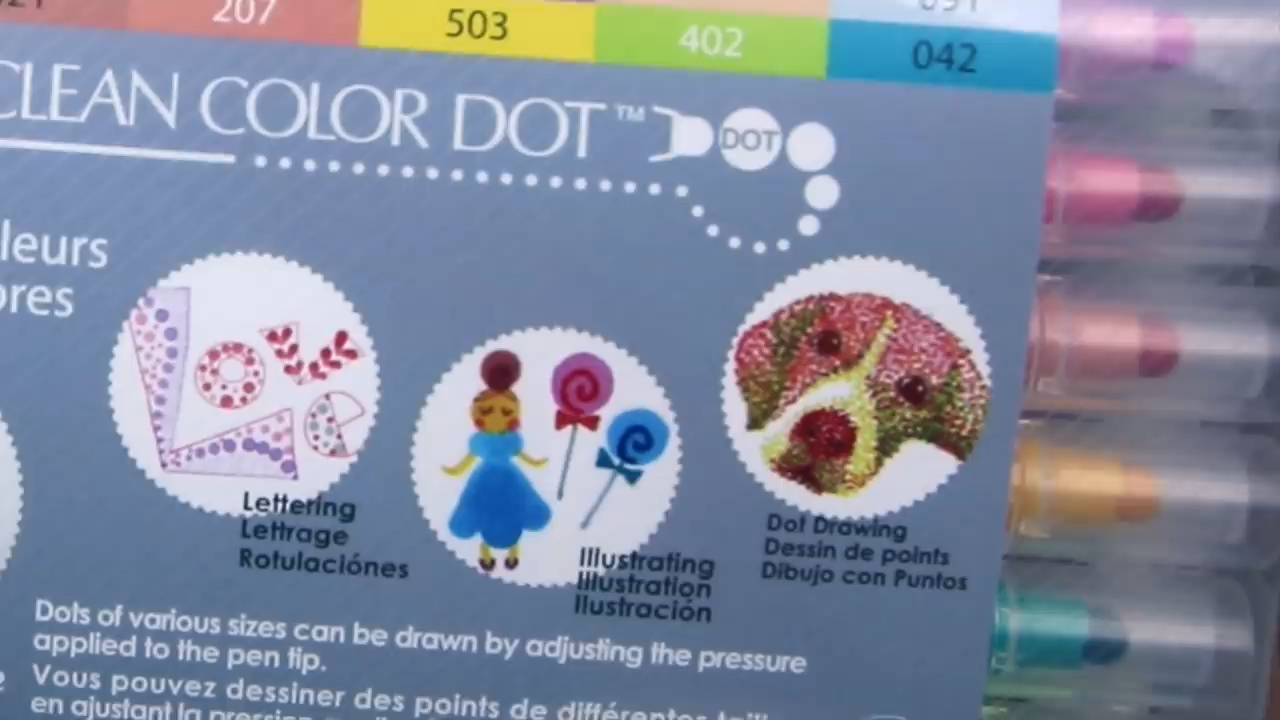 207
503
402
042
CLEAN COLOR DOT™ DOT
leurs
Love
Lettering
Lettrage
Rotulaciónes
Illustrating
Illustration
Ilustración
Dot Drawing
Dessin de points
Dibujo con Puntos
Dots of various sizes can be drawn by adjusting the pressure
applied to the pen tip.
Vous pouvez dessiner des points de différentes
en ajustant la